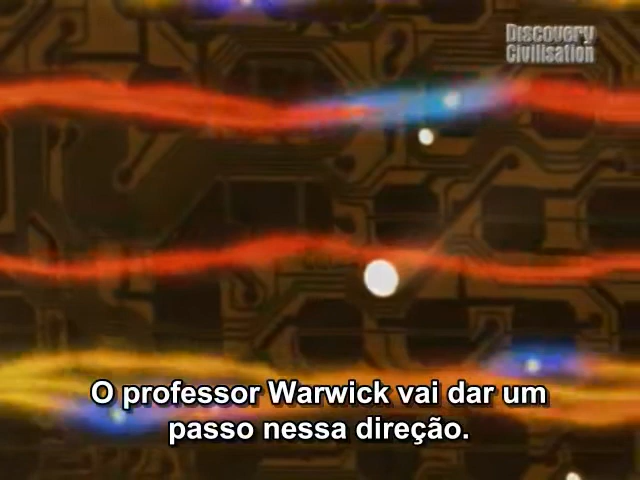 Discovery
Civilisation
O professor Warwick vai dar um
passo nessa direção.